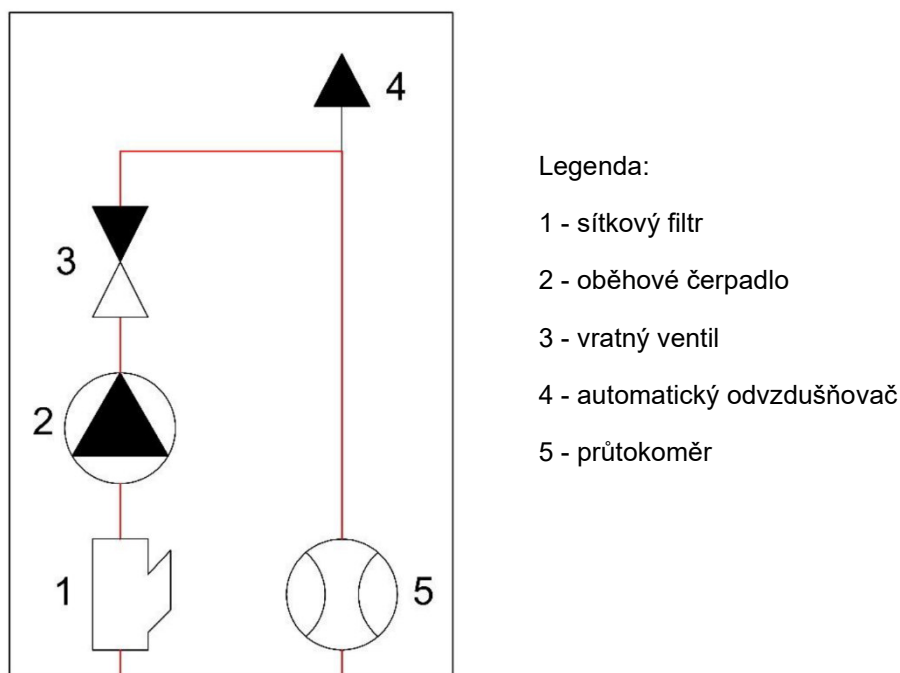 4
3
2
1
5
Legenda:
1 - sítkový filtr
2 - oběhové čerpadlo
3 - vratný ventil
4 - automatický odvzdušňovač
5 - průtokoměr